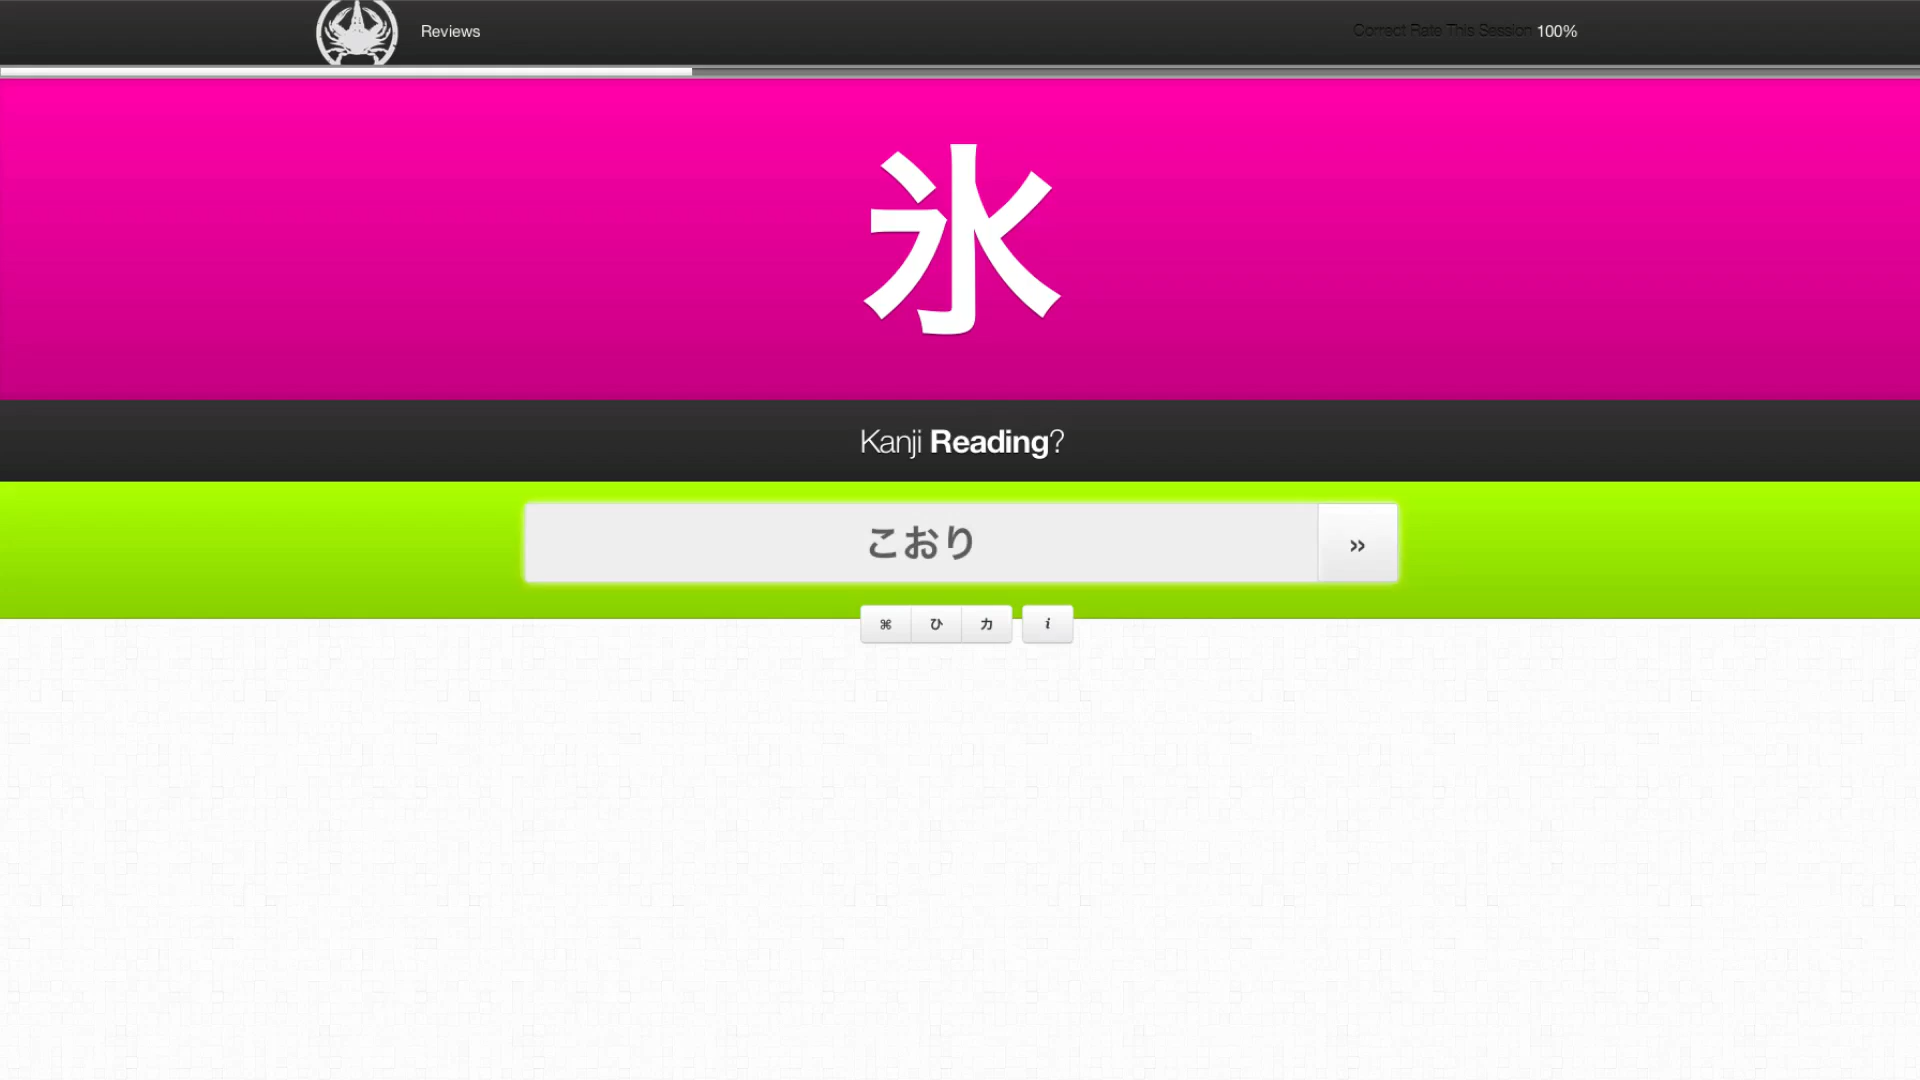 Reviews
Correct Rate This Session 100%
氷
Kanji Reading?
こおり
»
⌘ ひ カ i